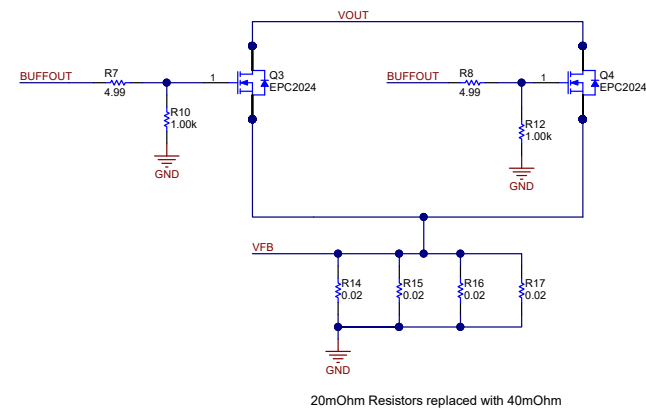 VOUT
BUFFOUT
R7
4.99
1
Q3
EPC2024
R10
1.00k
GND
BUFFOUT
R8
4.99
1
Q4
EPC2024
R12
1.00k
GND
VFB
R14
0.02
R15
0.02
R16
0.02
R17
0.02
GND
20mOhm Resistors replaced with 40mOhm